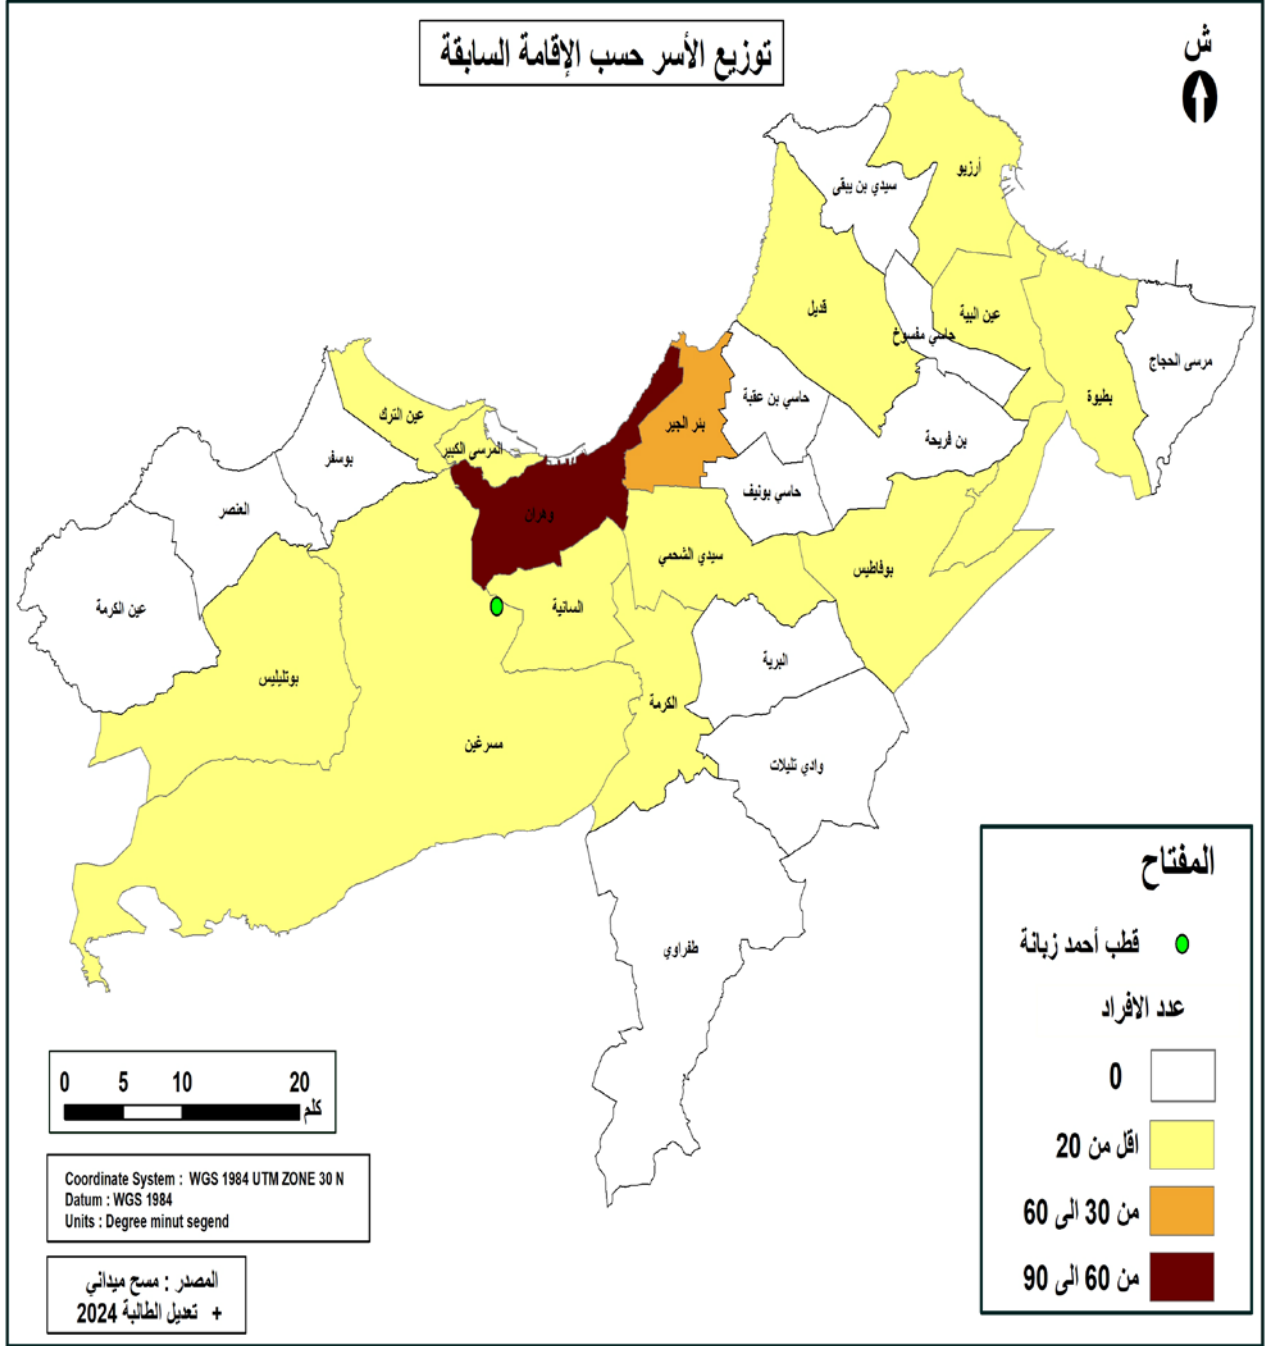 توزيع الأسر حسب الإقامة السابقة
ش
أرزيو
سيدي بن يبقى
قديل
عين البية
حاسي مفسوخ
مرسى الحجاج
بطيوة
حاسي بن عقبة
بن فريحة
بئر الجير
عين الترك
المرسى الكبير
بوسفر
حاسي بونيف
العنصر
وهران
سيدي الشحمي
بوفاطيس
عين الكرمة
السانية
البرية
بوتليليس
الكرمة
مسرغين
وادي تليلات
طفراوي
المفتاح
قطب أحمد زبانة
عدد الافراد
0
اقل من 20
من 30 الى 60
من 60 الى 90
0 5 10 20
كلم
Coordinate System : WGS 1984 UTM ZONE 30 N
Datum : WGS 1984
Units : Degree minut segend
المصدر : مسح ميداني
+ تعديل الطالبة 2024